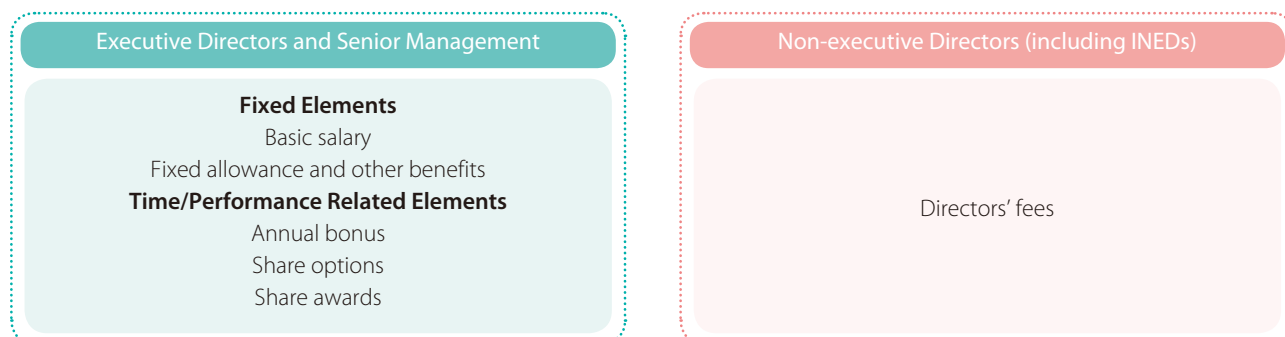 Executive Directors and Senior Management
Fixed Elements
Basic salary
Fixed allowance and other benefits
Time/Performance Related Elements
Annual bonus
Share options
Share awards
Non-executive Directors (including INEDs)
Directors’ fees